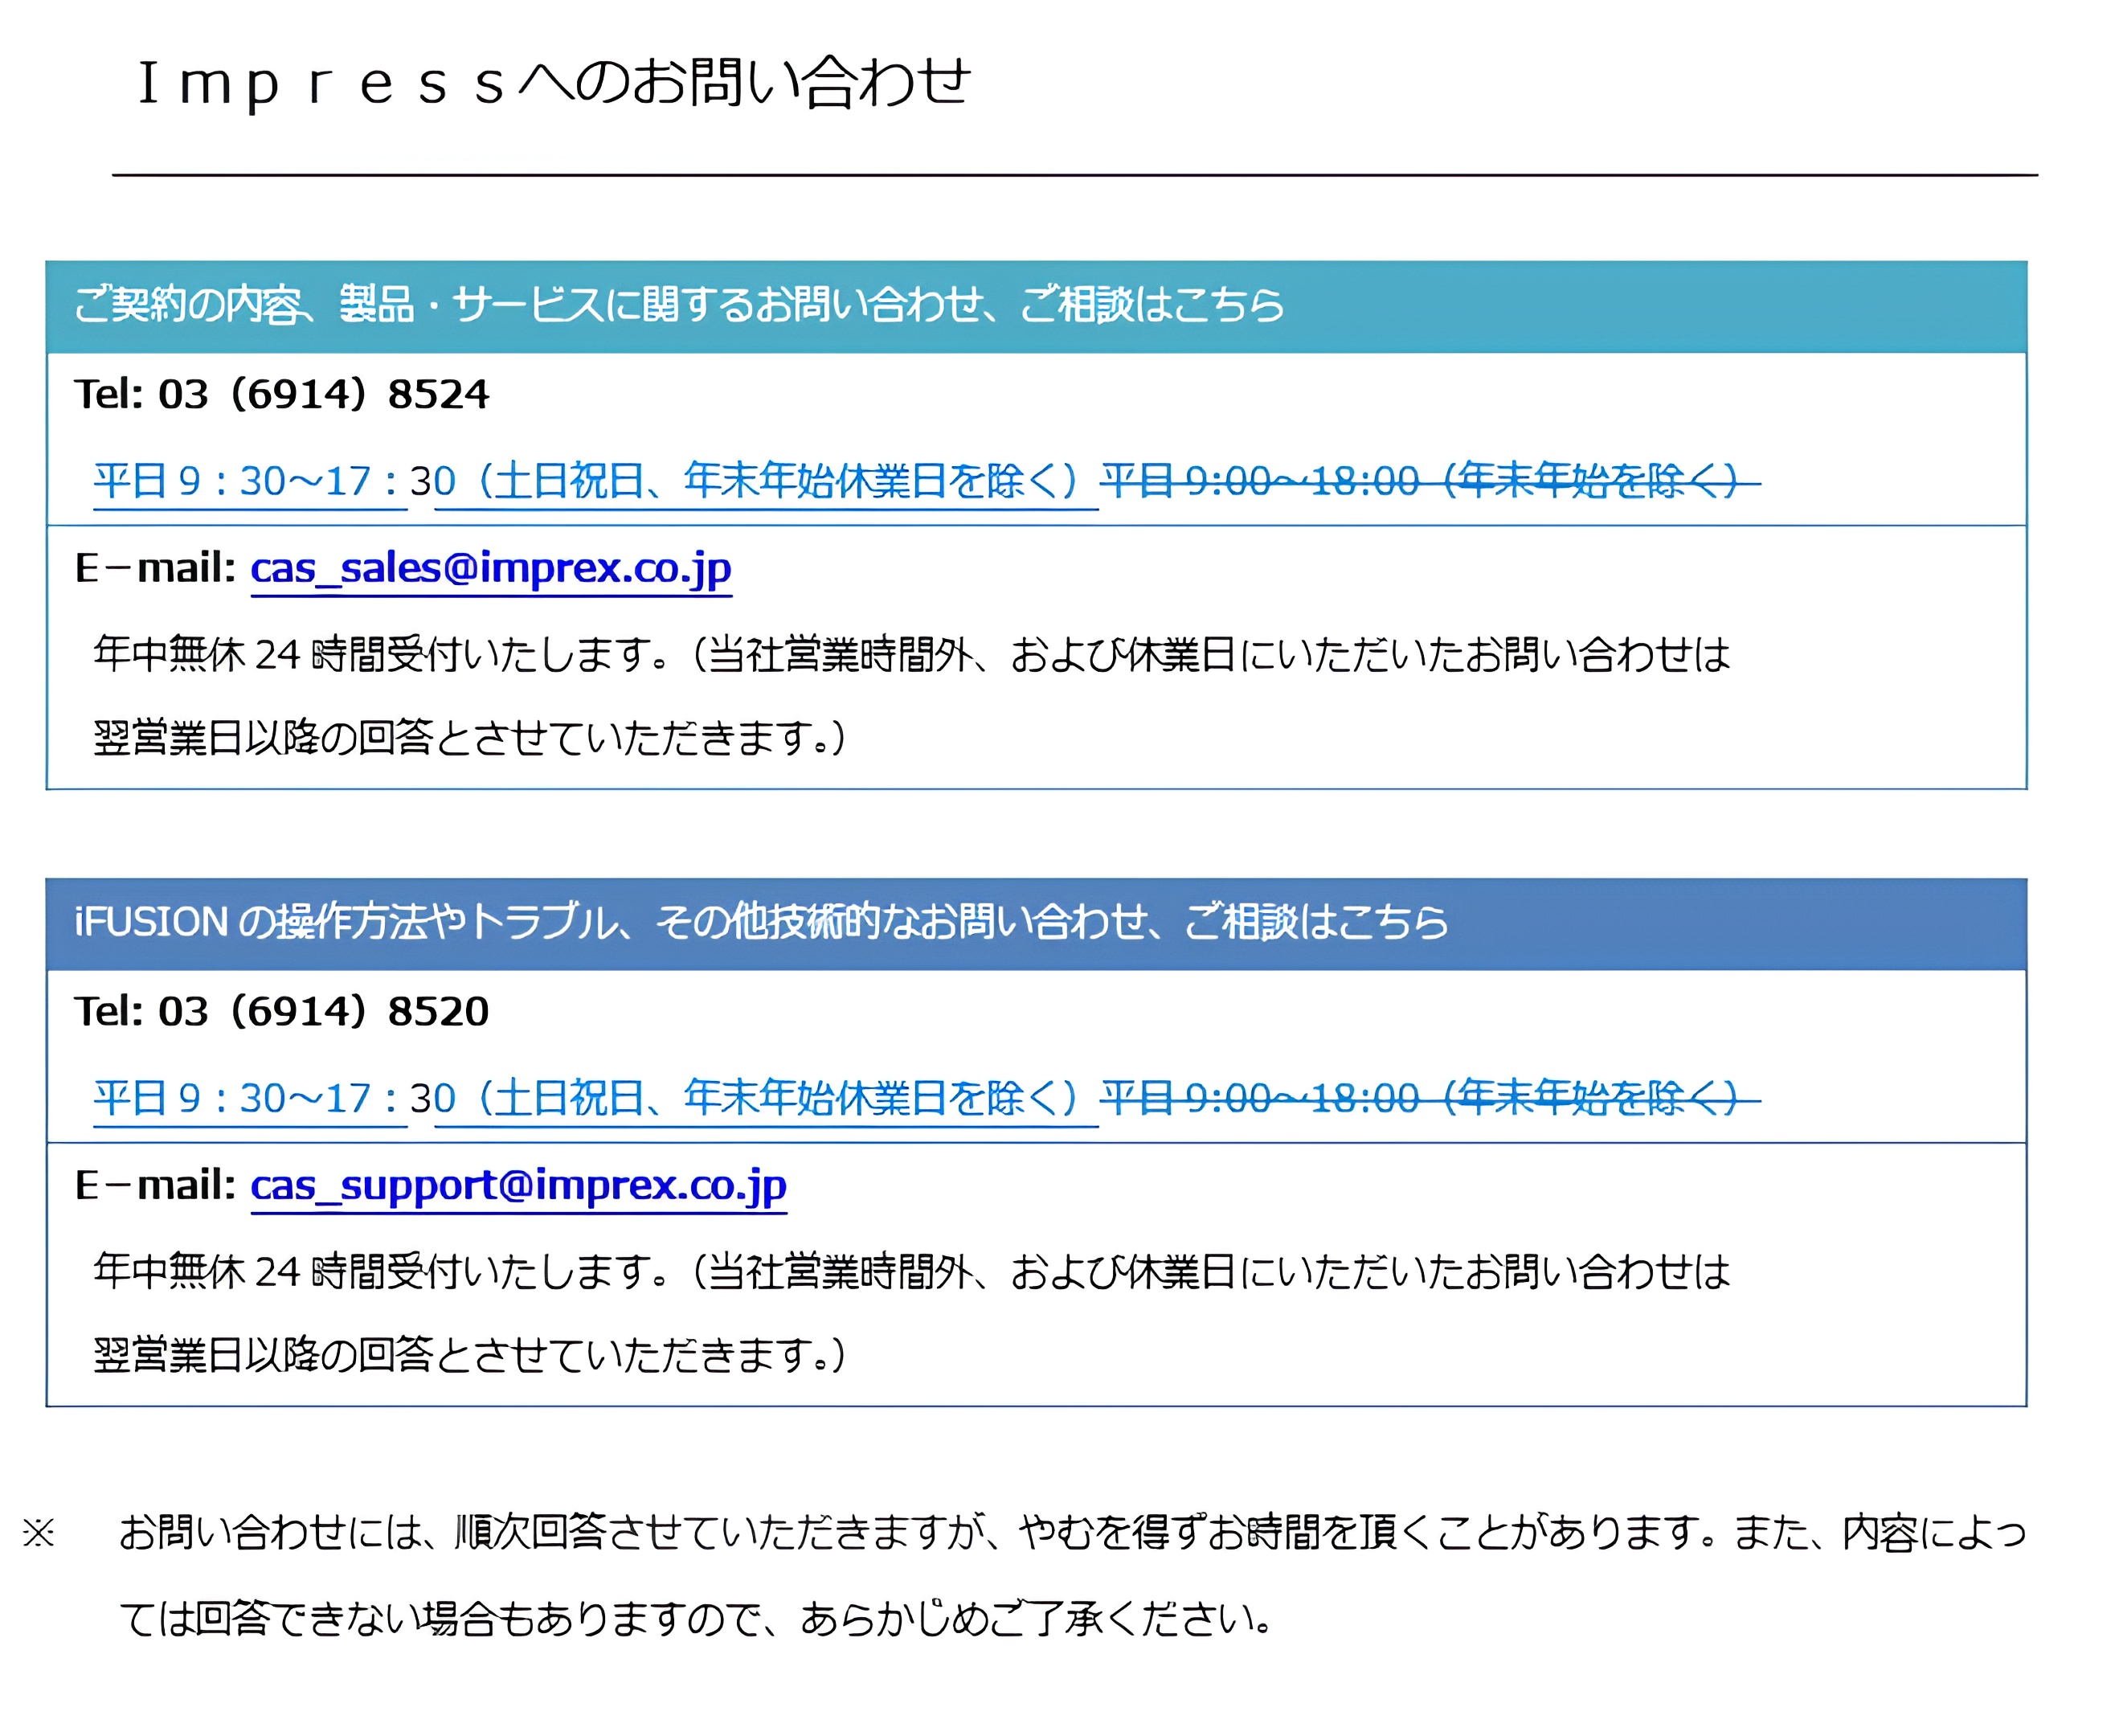 Ｉｍｐｒｅｓｓへのお問い合わせ
ご契約の内容、製品・サービスに関するお問い合わせ、ご相談はこちら
Tel: 03（6914）8524
平日 9：30～17：30（土日祝日、年末年始休業日を除く）平日 9:00～18:00（年末年始を除く）
E－mail: cas_sales@imprex.co.jp
年中無休 24 時間受付いたします。（当社営業時間外、および休業日にいただいたお問い合わせは
翌営業日以降の回答とさせていただきます。）
iFUSION の操作方法やトラブル、その他技術的なお問い合わせ、ご相談はこちら
Tel: 03（6914）8520
平日 9：30～17：30（土日祝日、年末年始休業日を除く）平日 9:00～18:00（年末年始を除く）
E－mail: cas_support@imprex.co.jp
年中無休 24 時間受付いたします。（当社営業時間外、および休業日にいただいたお問い合わせは
翌営業日以降の回答とさせていただきます。）
※　お問い合わせには、順次回答させていただきますが、やむを得ずお時間を頂くことがあります。また、内容によっ
ては回答できない場合もありますので、あらかじめご了承ください。